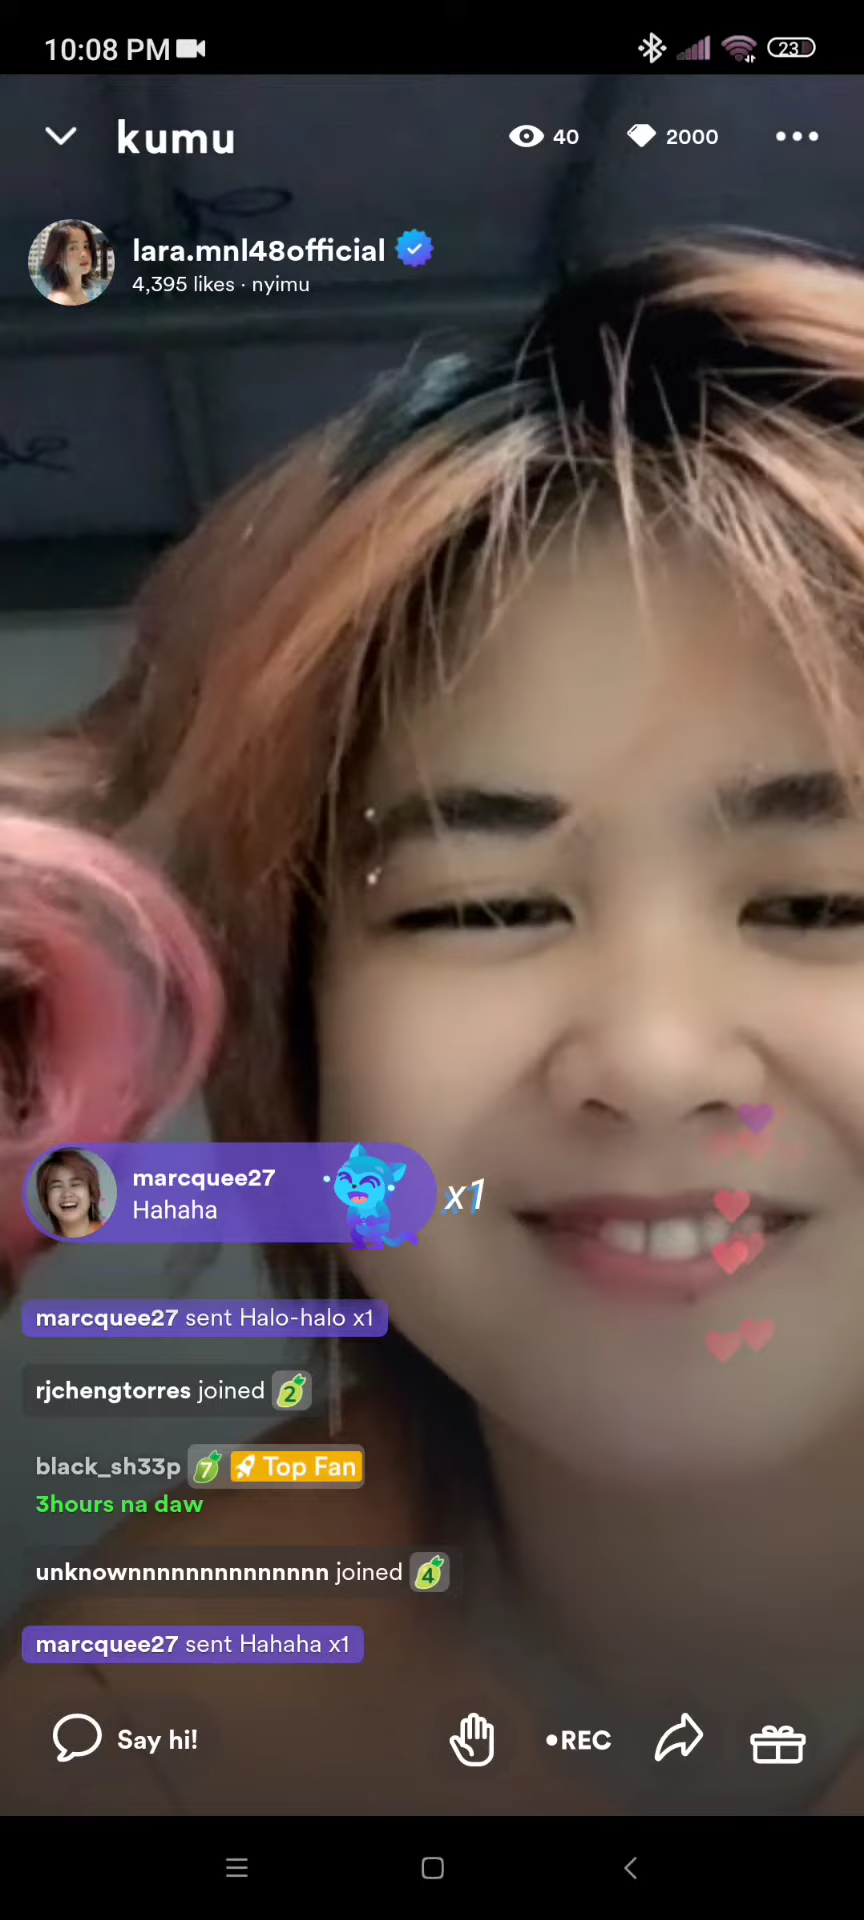 10:08 PM
23
kumu
40
2000
lara.mnl48official
4,395 likes · nyimu
marcquee27
Hahaha
x1
marcquee27 sent Halo-halo x1
rjchengtorres joined 2
black_sh33p 7 Top Fan
3hours na daw
unknownnnnnnnnnnnnnnn joined 4
marcquee27 sent Hahaha x1
Say hi!
•REC